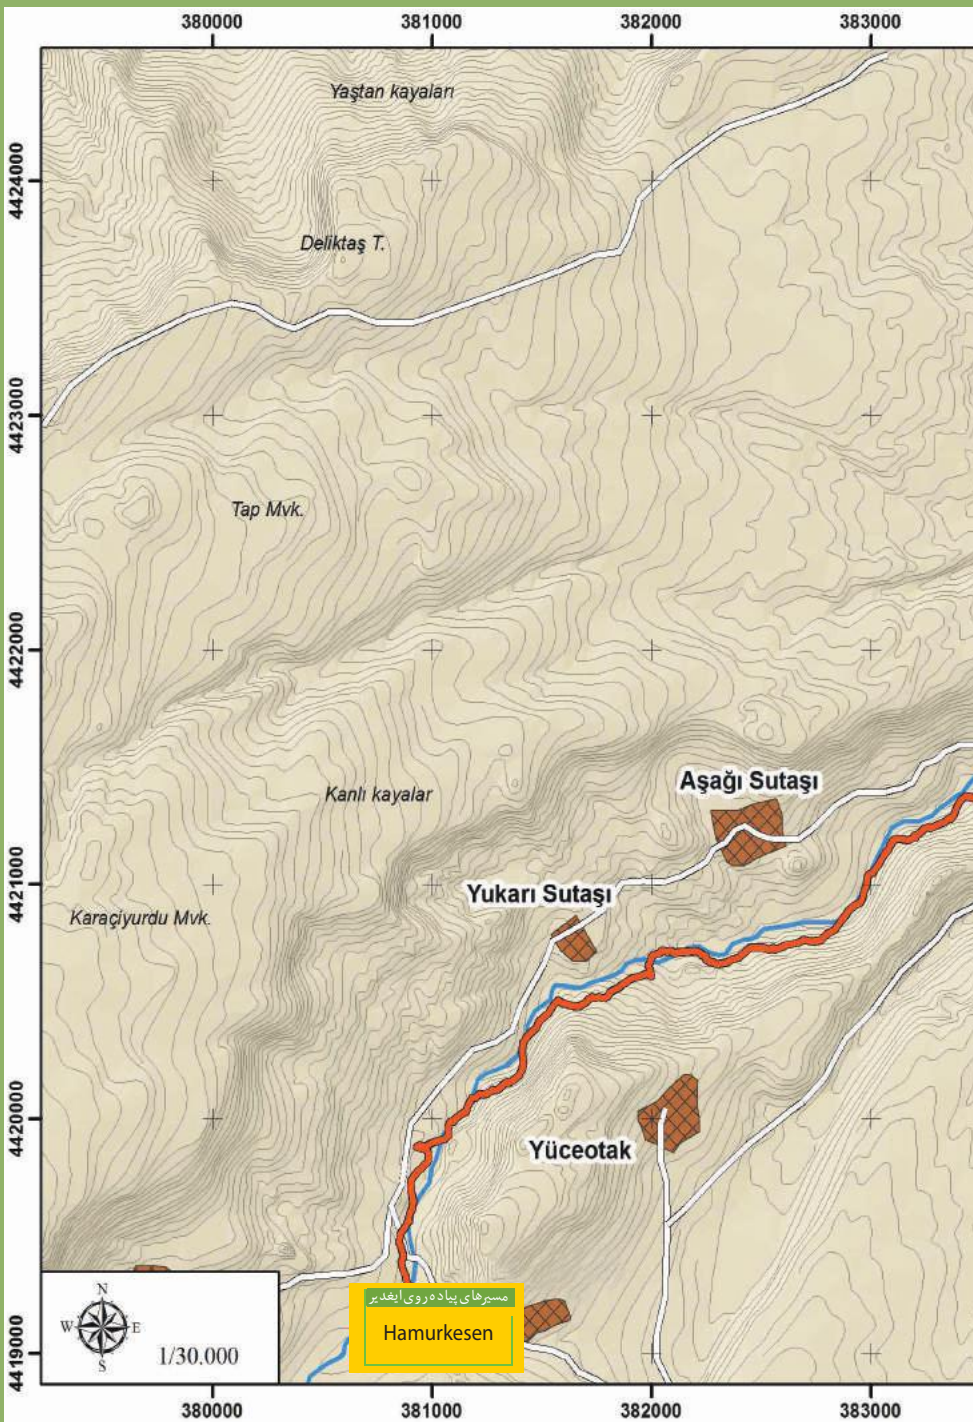 380000 381000 382000 383000
Yaştan kayaları
4424000
Deliktaş T.
4423000
Tap Mvk.
4422000
Aşağı Sutaşı
Kanlı kayalar
4421000
Yukarı Sutaşı
Karaçiyurdu Mvk.
4420000
Yüceotak
N
W E
S
1/30.000
مسیرهای پیاده‌روی ایغدیر
Hamurkesen
4419000
380000 381000 382000 383000